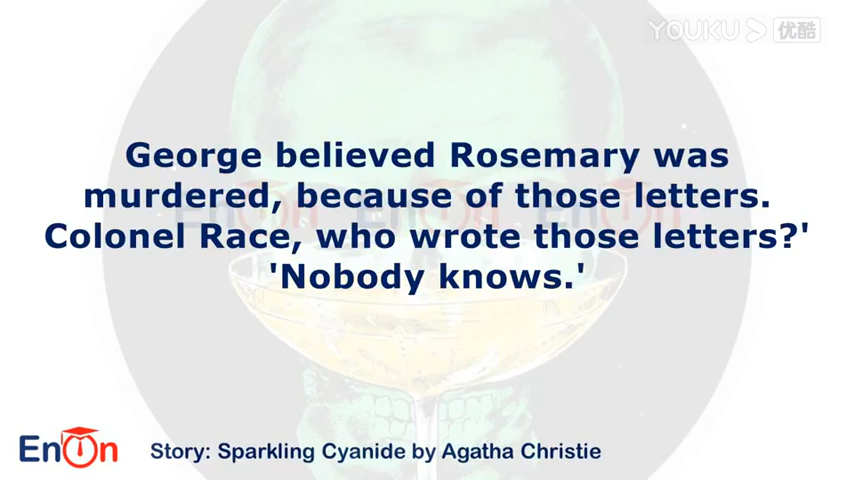 YOUKU 优酷
George believed Rosemary was
murdered, because of those letters.
Colonel Race, who wrote those letters?'
'Nobody knows.'
EnOn
Story: Sparkling Cyanide by Agatha Christie